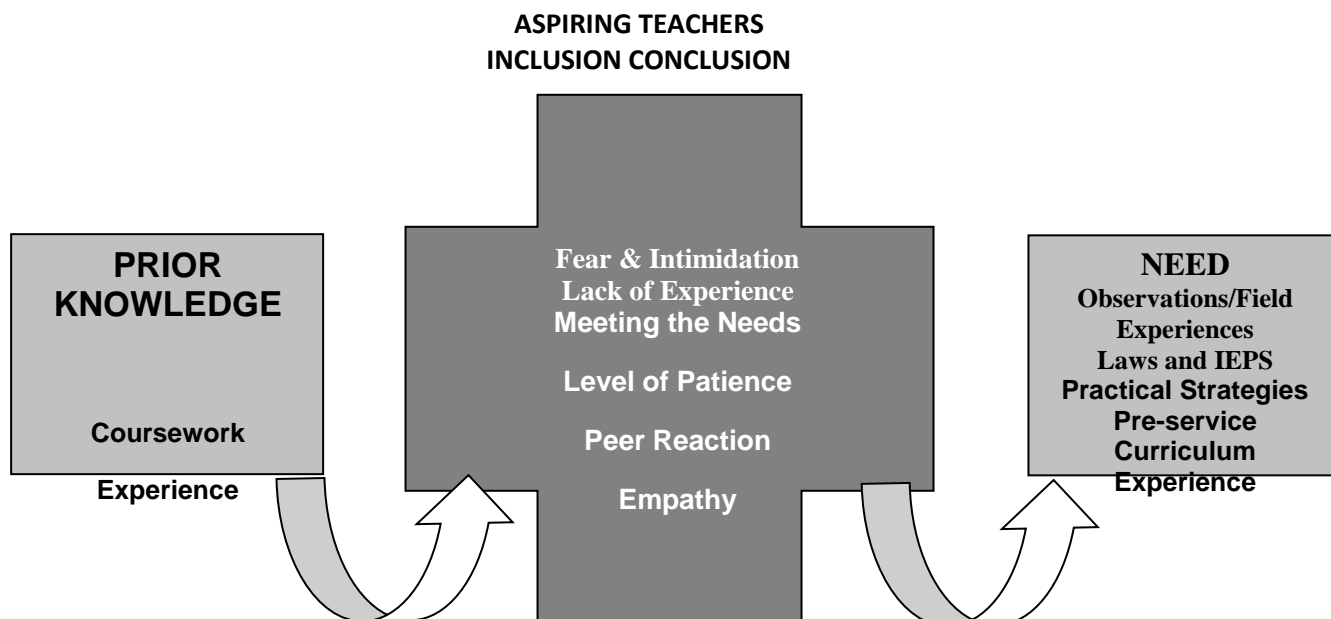 ASPIRING TEACHERS
INCLUSION CONCLUSION
PRIOR
KNOWLEDGE
Coursework
Experience
Fear & Intimidation
Lack of Experience
Meeting the Needs
Level of Patience
Peer Reaction
Empathy
NEED
Observations/Field
Experiences
Laws and IEPS
Practical Strategies
Pre-service
Curriculum
Experience